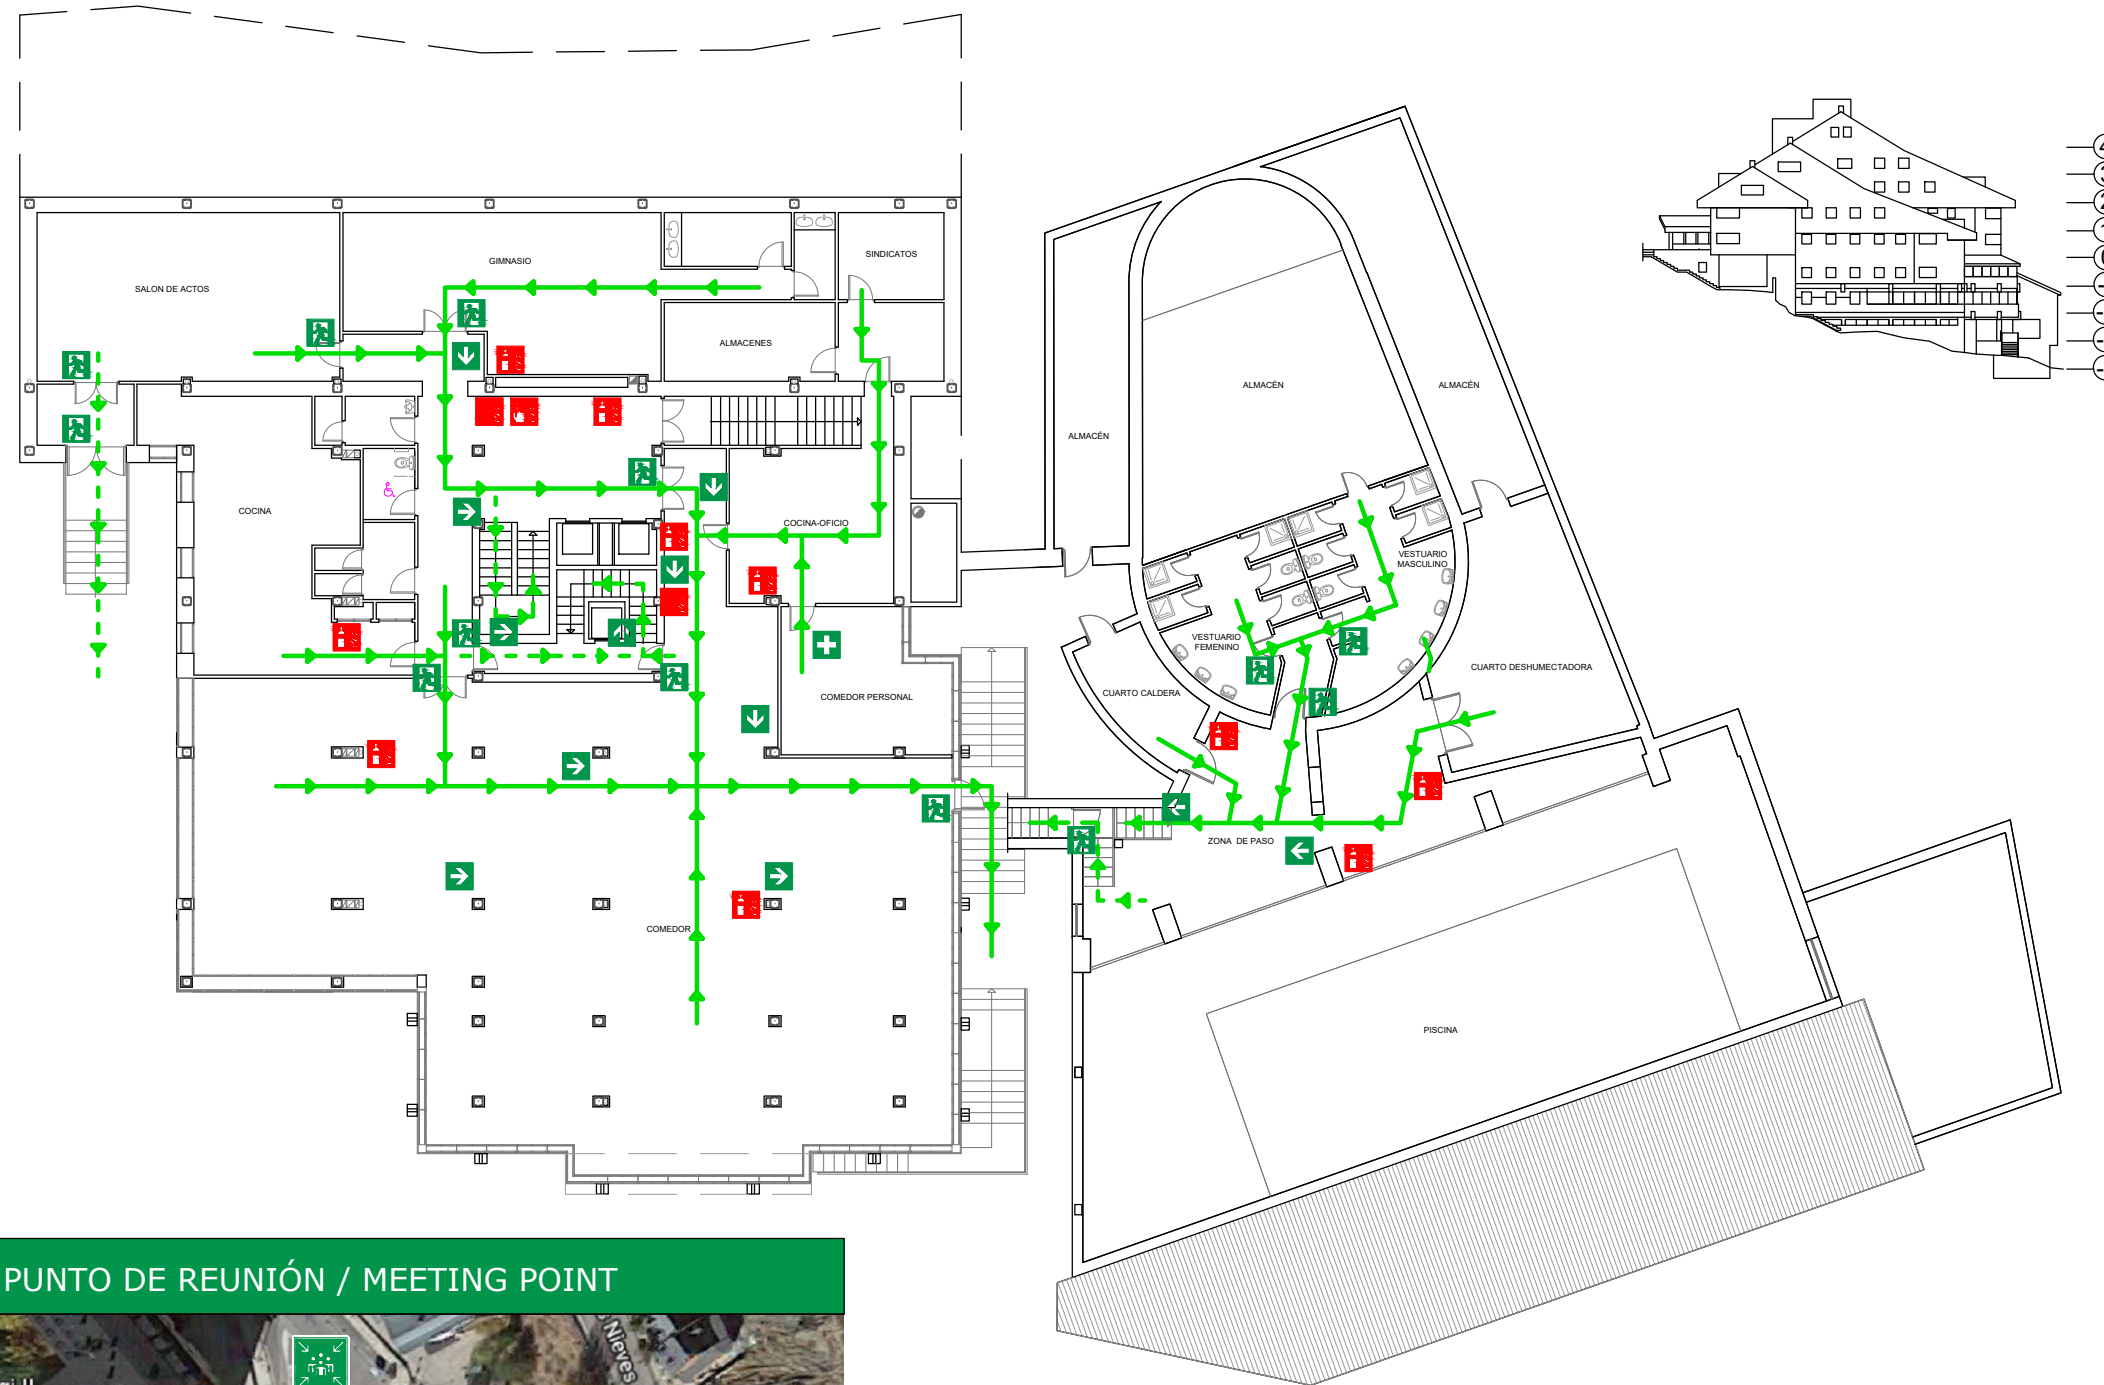 GIMNASIO
SINDICATOS
SALON DE ACTOS
ALMACENES
ALMACÉN
ALMACÉN
ALMACÉN
COCINA
COCINA-OFICIO
VESTUARIO
MASCULINO
VESTUARIO
FEMENINO
CUARTO DESHUMECTADORA
CUARTO CALDERA
COMEDOR PERSONAL
ZONA DE PASO
COMEDOR
PISCINA
PUNTO DE REUNIÓN / MEETING POINT
Nieves